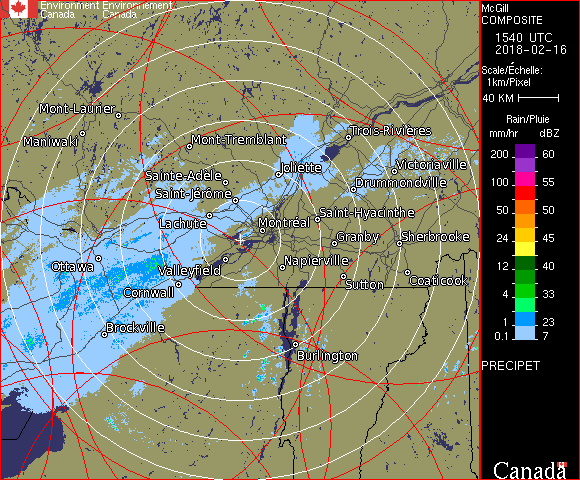 Environment Environnement
Canada Canada
McGill
COMPOSITE
1540 UTC
2018-02-16
Scale/Échelle:
1km/Pixel
40 KM
Rain/Pluie
mm/hr dBZ
200 60
100 55
50 50
24 45
12 40
4 33
1 23
0.1 7
PRECIPET
Canada
Mont-Laurier
Maniwaki
Mont-Tremblant
Trois-Rivières
Sainte-Adèle
Joliette
Victoriaville
Saint-Jérôme
Drummondville
Lachute
Montréal
Saint-Hyacinthe
Granby
Sherbrooke
Ottawa
Valleyfield
Napierville
Cornwall
Sutton
Coaticook
Brockville
Burlington